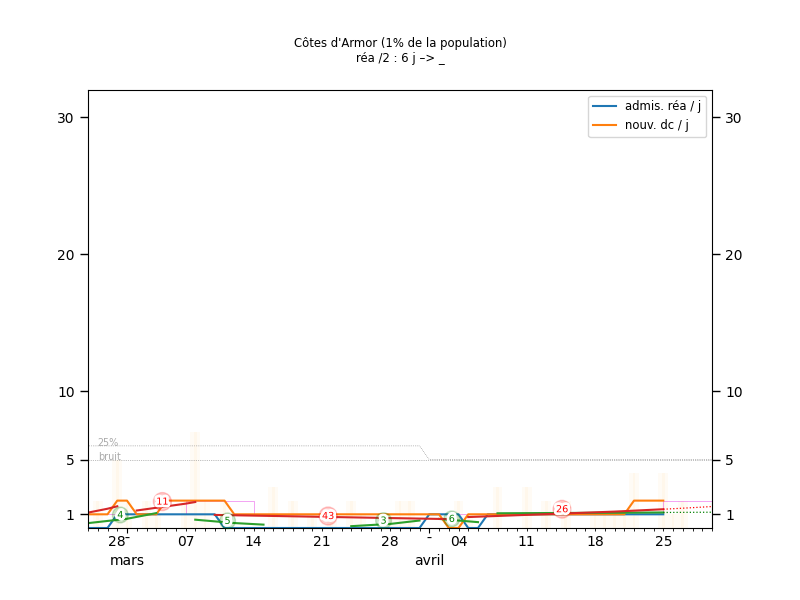 Côtes d'Armor (1% de la population)
réa /2 : 6 j –> _
admis. réa / j
nouv. dc / j
30 30
20 20
10 10
25%
bruit
5 5
1 1
4 11 5 43 3 6 26
28 07 14 21 28 04 11 18 25
mars avril